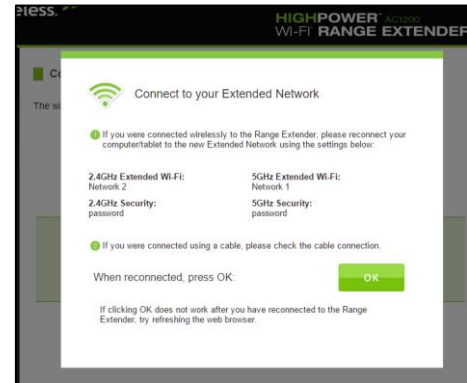 HIGHPOWER™ AC1200
WI-FI® RANGE EXTENDER
Connect to your Extended Network
If you were connected wirelessly to the Range Extender, please reconnect your
computer/tablet to the new Extended Network using the settings below:
2.4GHz Extended Wi-Fi:
Network 2
5GHz Extended Wi-Fi:
Network 1
2.4GHz Security:
password
5GHz Security:
password
If you were connected using a cable, please check the cable connection.
When reconnected, press OK:
OK
If clicking OK does not work after you have reconnected to the Range
Extender, try refreshing the web browser.